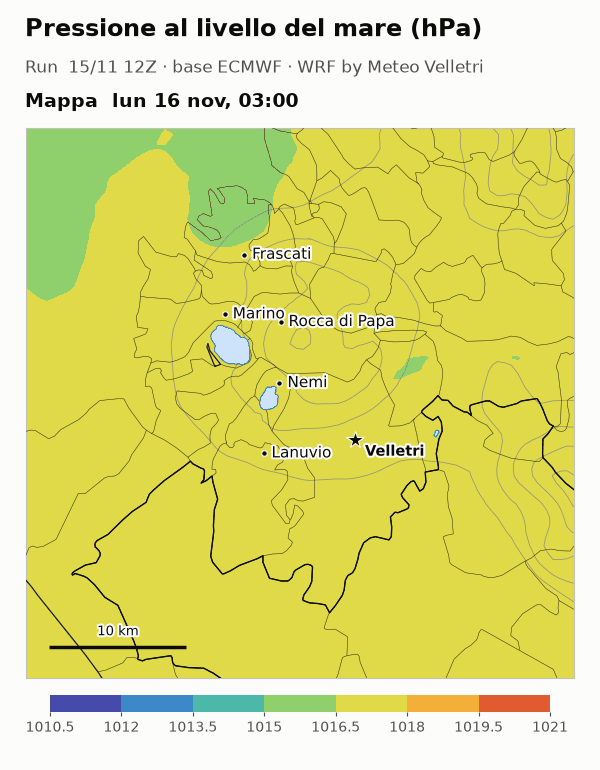 Pressione al livello del mare (hPa)
Run  15/11 12Z · base ECMWF · WRF by Meteo Velletri
Mappa  lun 16 nov, 03:00
Frascati
Marino
Rocca di Papa
Nemi
Velletri
Lanuvio
10 km
1010.5 1012 1013.5 1015 1016.5 1018 1019.5 1021